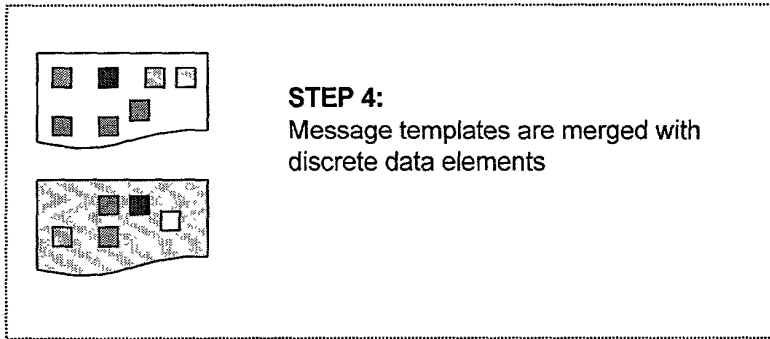 STEP 4:
Message templates are merged with
discrete data elements